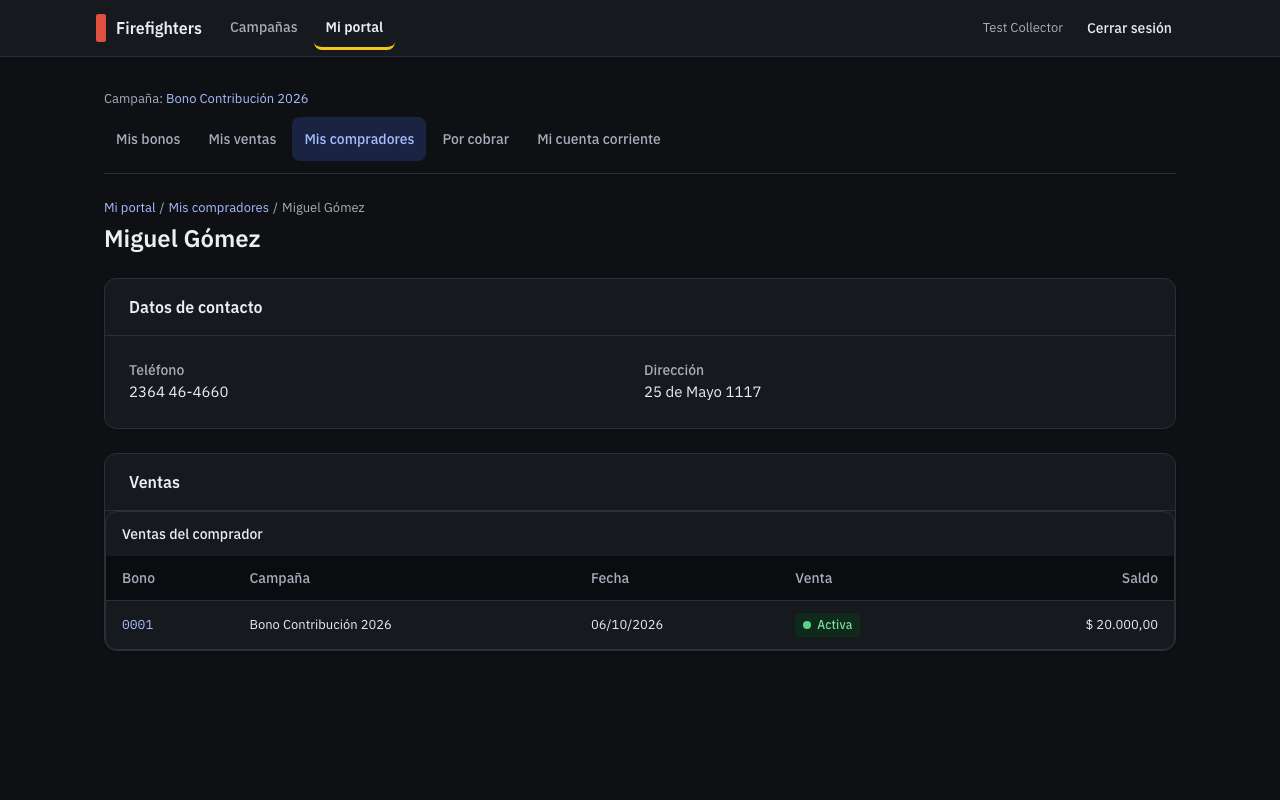 Firefighters Campañas Mi portal Test Collector Cerrar sesión
Campaña: Bono Contribución 2026
Mis bonos Mis ventas Mis compradores Por cobrar Mi cuenta corriente
Mi portal / Mis compradores / Miguel Gómez
Miguel Gómez
Datos de contacto
Teléfono Dirección
2364 46-4660 25 de Mayo 1117
Ventas
Ventas del comprador
Bono Campaña Fecha Venta Saldo
0001 Bono Contribución 2026 06/10/2026 Activa $ 20.000,00